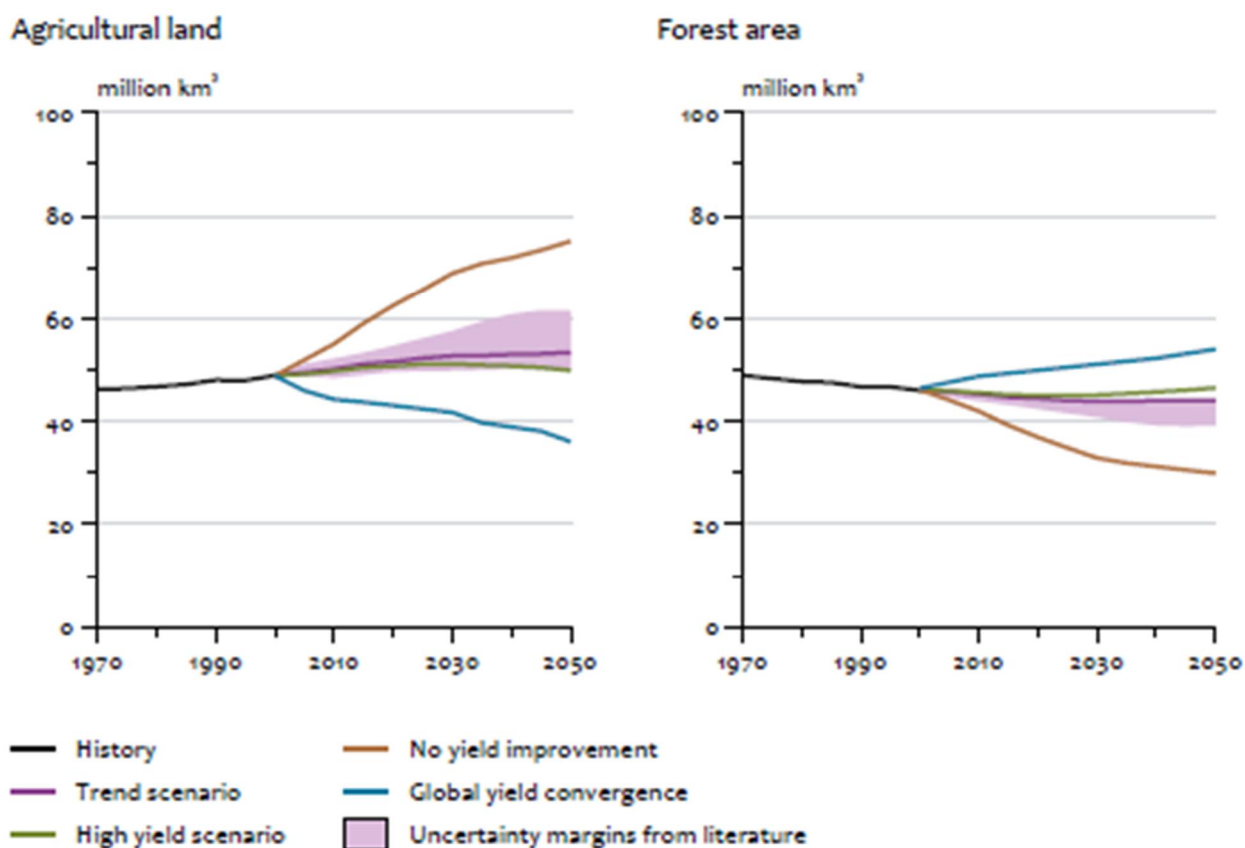 Agricultural land
million km²
100
80
60
40
20
0
1970 1990 2010 2030 2050
Forest area
million km²
100
80
60
40
20
0
1970 1990 2010 2030 2050
History
Trend scenario
High yield scenario
No yield improvement
Global yield convergence
Uncertainty margins from literature